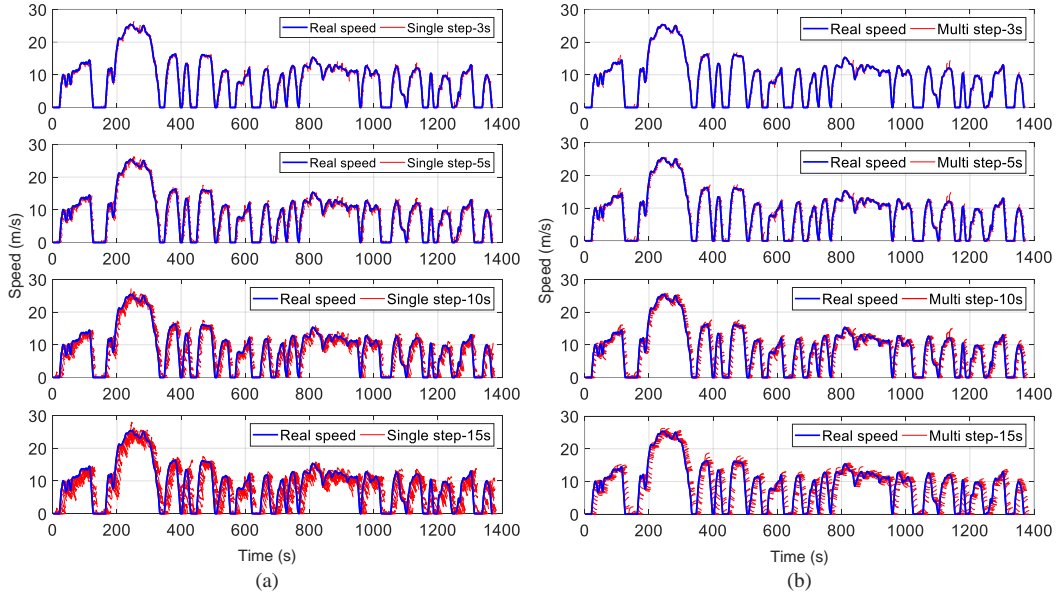 30
20
10
0
Real speed Single step-3s
0 200 400 600 800 1000 1200 1400
30
20
10
0
Real speed Single step-5s
0 200 400 600 800 1000 1200 1400
30
20
10
0
Real speed Single step-10s
0 200 400 600 800 1000 1200 1400
30
20
10
0
Real speed Single step-15s
0 200 400 600 800 1000 1200 1400
Speed (m/s)
Time (s)
(a)
30
20
10
0
Real speed Multi step-3s
0 200 400 600 800 1000 1200 1400
30
20
10
0
Real speed Multi step-5s
0 200 400 600 800 1000 1200 1400
30
20
10
0
Real speed Multi step-10s
0 200 400 600 800 1000 1200 1400
30
20
10
0
Real speed Multi step-15s
0 200 400 600 800 1000 1200 1400
Speed (m/s)
Time (s)
(b)